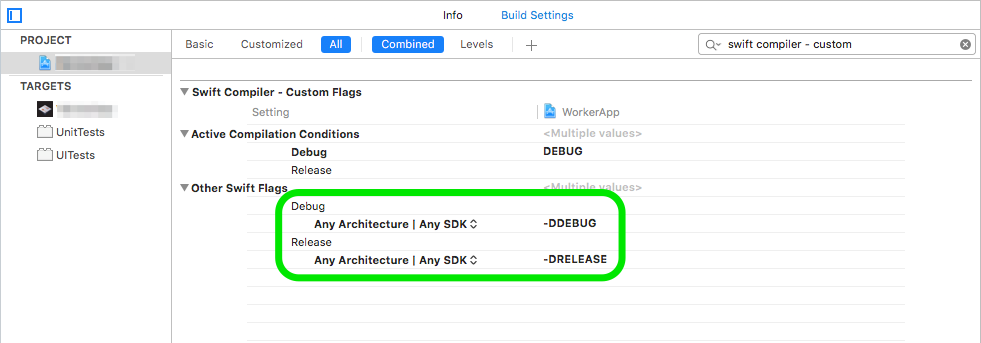 Info Build Settings
PROJECT
Basic Customized All Combined Levels + swift compiler - custom
TARGETS
UnitTests
UITests
Swift Compiler - Custom Flags
Setting WorkerApp
Active Compilation Conditions <Multiple values>
Debug DEBUG
Release
Other Swift Flags <Multiple values>
Debug
Any Architecture | Any SDK -DDEBUG
Release
Any Architecture | Any SDK -DRELEASE